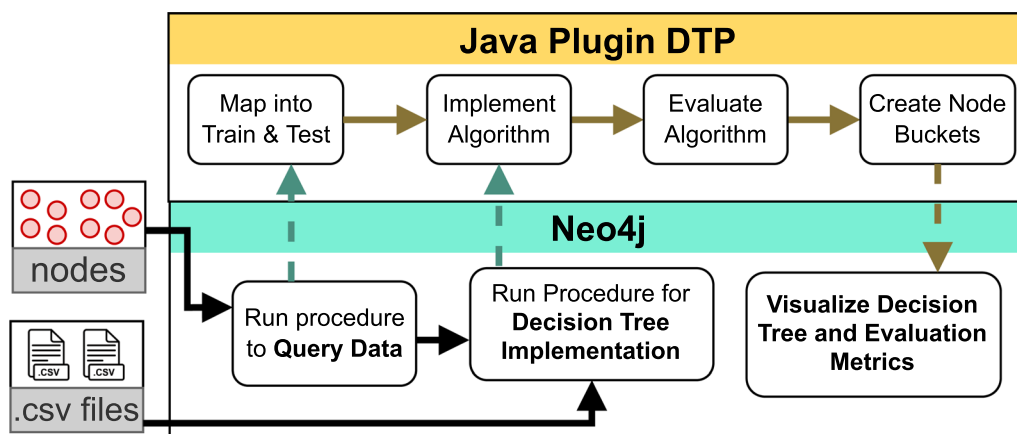 Java Plugin DTP
Map into
Train & Test
Implement
Algorithm
Evaluate
Algorithm
Create Node
Buckets
Neo4j
nodes
Run procedure
to Query Data
Run Procedure for
Decision Tree
Implementation
Visualize Decision
Tree and Evaluation
Metrics
.CSV
.CSV
.csv files